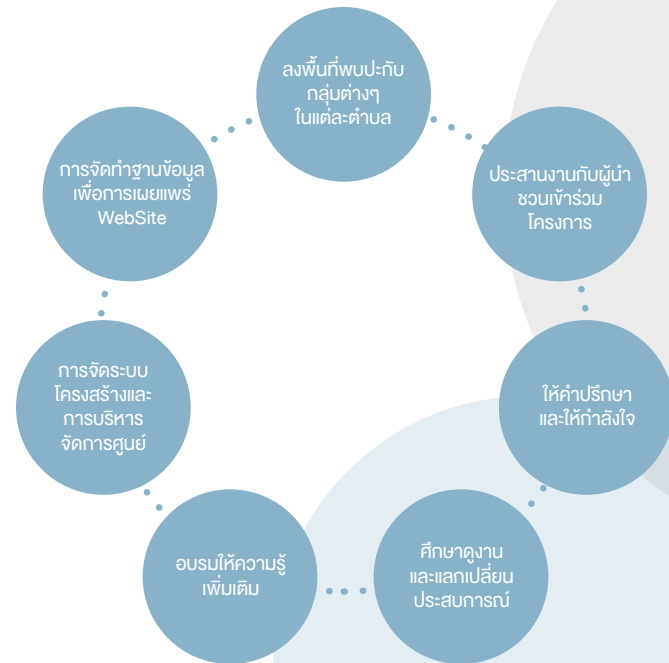 ลงพื้นที่พบปะกับ
กลุ่มต่างๆ
ในแต่ละตำบล
ประสานงานกับผู้นำ
ชวนเข้าร่วม
โครงการ
ให้คำปรึกษา
และให้กำลังใจ
ศึกษาดูงาน
และแลกเปลี่ยน
ประสบการณ์
อบรมให้ความรู้
เพิ่มเติม
การจัดระบบ
โครงสร้างและ
การบริหาร
จัดการศูนย์
การจัดทำฐานข้อมูล
เพื่อการเผยแพร่
WebSite